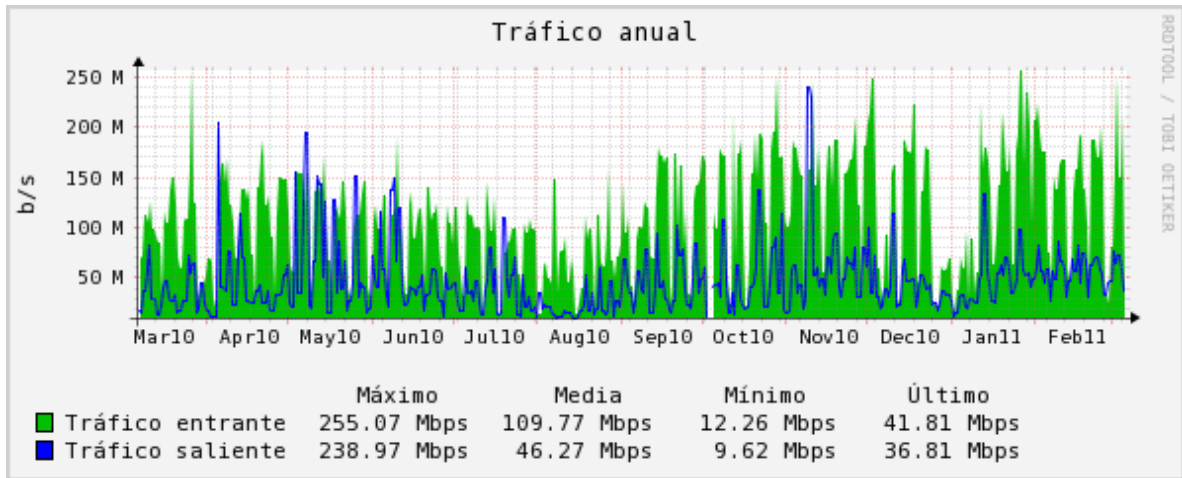 Tráfico anual
RRDTOOL / TOBI OETIKER
b/s
250 M
200 M
150 M
100 M
50 M
Mar10 Apr10 May10 Jun10 Jul10 Aug10 Sep10 Oct10 Nov10 Dec10 Jan11 Feb11
Máximo Media Mínimo Último
Tráfico entrante 255.07 Mbps 109.77 Mbps 12.26 Mbps 41.81 Mbps
Tráfico saliente 238.97 Mbps 46.27 Mbps 9.62 Mbps 36.81 Mbps